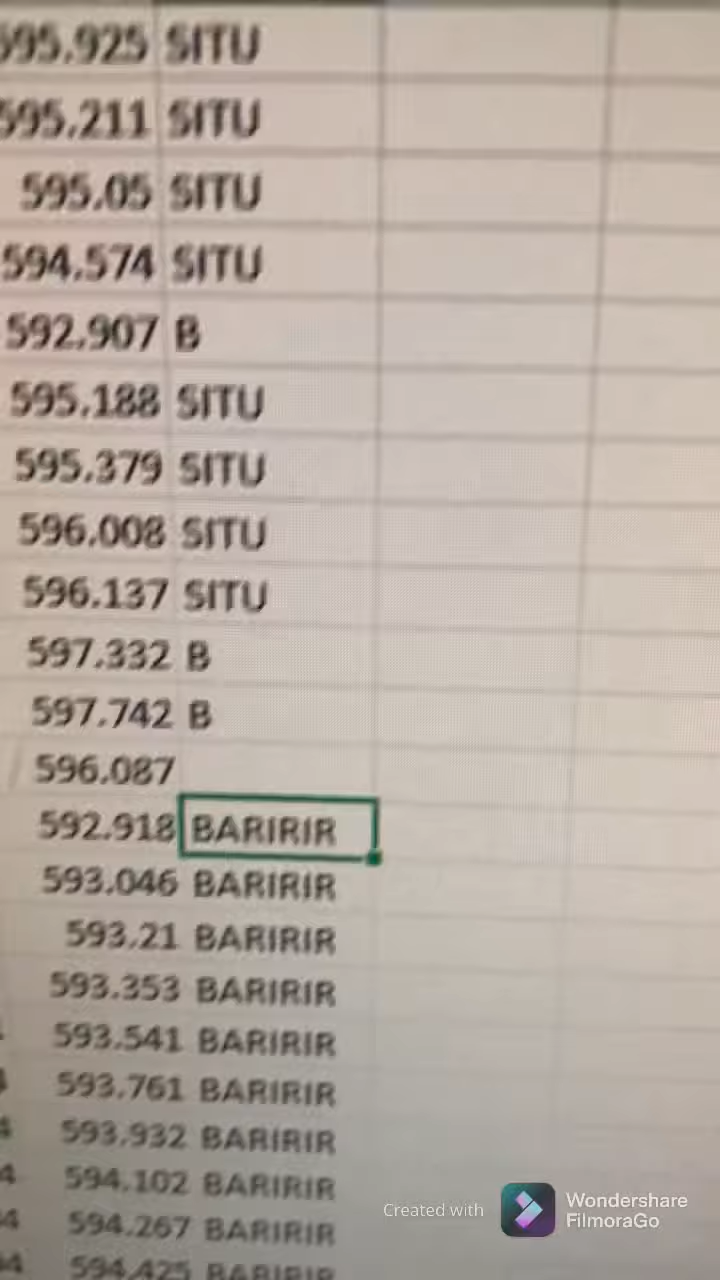 595.925 SITU
595.211 SITU
595.05 SITU
594.574 SITU
592.907 B
595.188 SITU
595.379 SITU
596.008 SITU
596.137 SITU
597.332 B
597.742 B
596.087
592.918 BARIRIR
593.046 BARIRIR
593.21 BARIRIR
593.353 BARIRIR
593.541 BARIRIR
593.761 BARIRIR
593.932 BARIRIR
594.102 BARIRIR
594.267 BARIRIR
594.425 BARIRIR
Created with Wondershare FilmoraGo